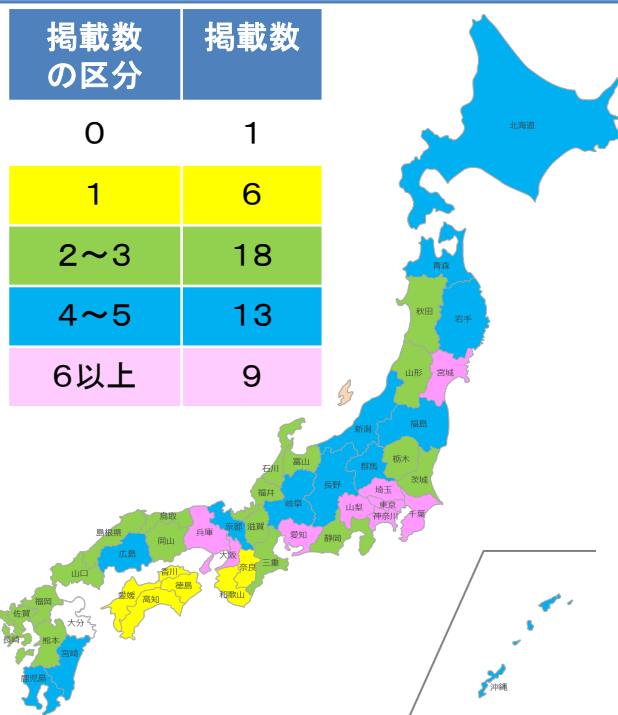 掲載数
の区分
掲載数
0 1
1 6
2〜3 18
4〜5 13
6以上 9
北海道
青森
秋田
岩手
山形
宮城
新潟
福島
石川
富山
群馬
栃木
茨城
福井
長野
埼玉
岐阜
山梨
東京
神奈川
千葉
鳥取
島根県
兵庫
京都
滋賀
愛知
静岡
岡山
広島
大阪
三重
山口
香川
奈良
徳島
愛媛
高知
和歌山
福岡
佐賀
大分
長崎
熊本
宮崎
鹿児島
沖縄